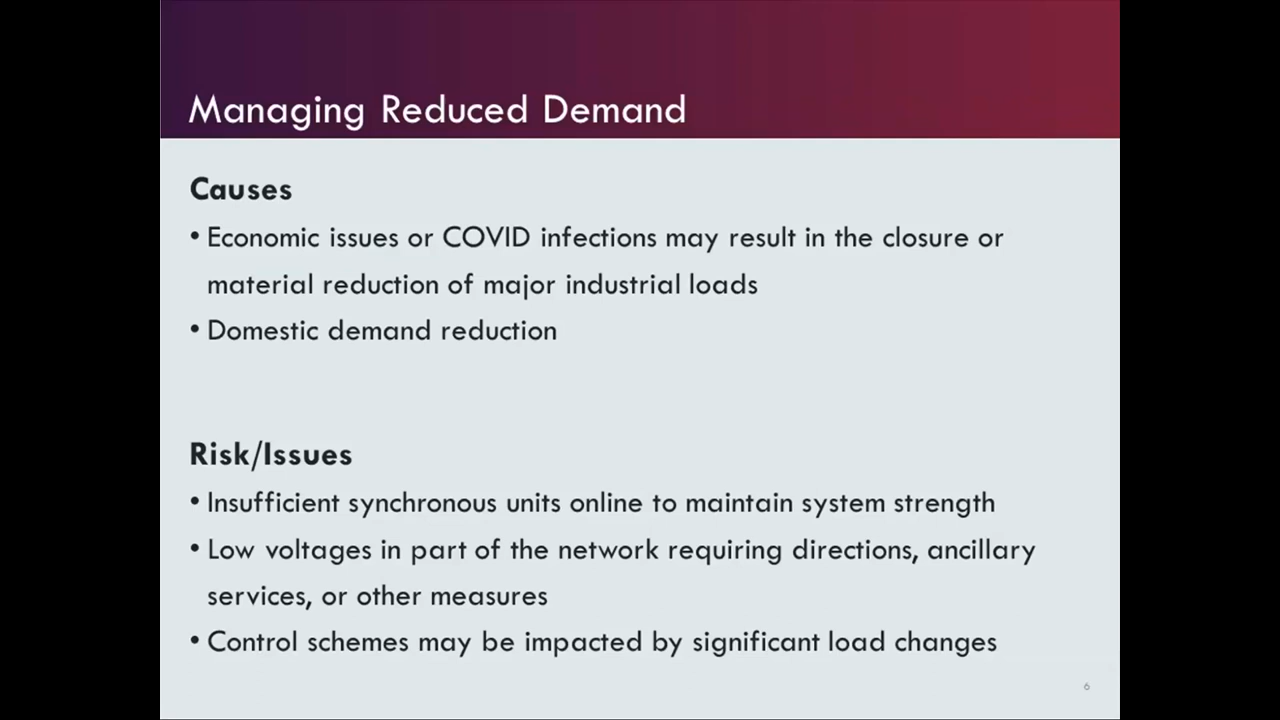 Managing Reduced Demand
Causes
• Economic issues or COVID infections may result in the closure or
material reduction of major industrial loads
• Domestic demand reduction
Risk/Issues
• Insufficient synchronous units online to maintain system strength
• Low voltages in part of the network requiring directions, ancillary
services, or other measures
• Control schemes may be impacted by significant load changes
6